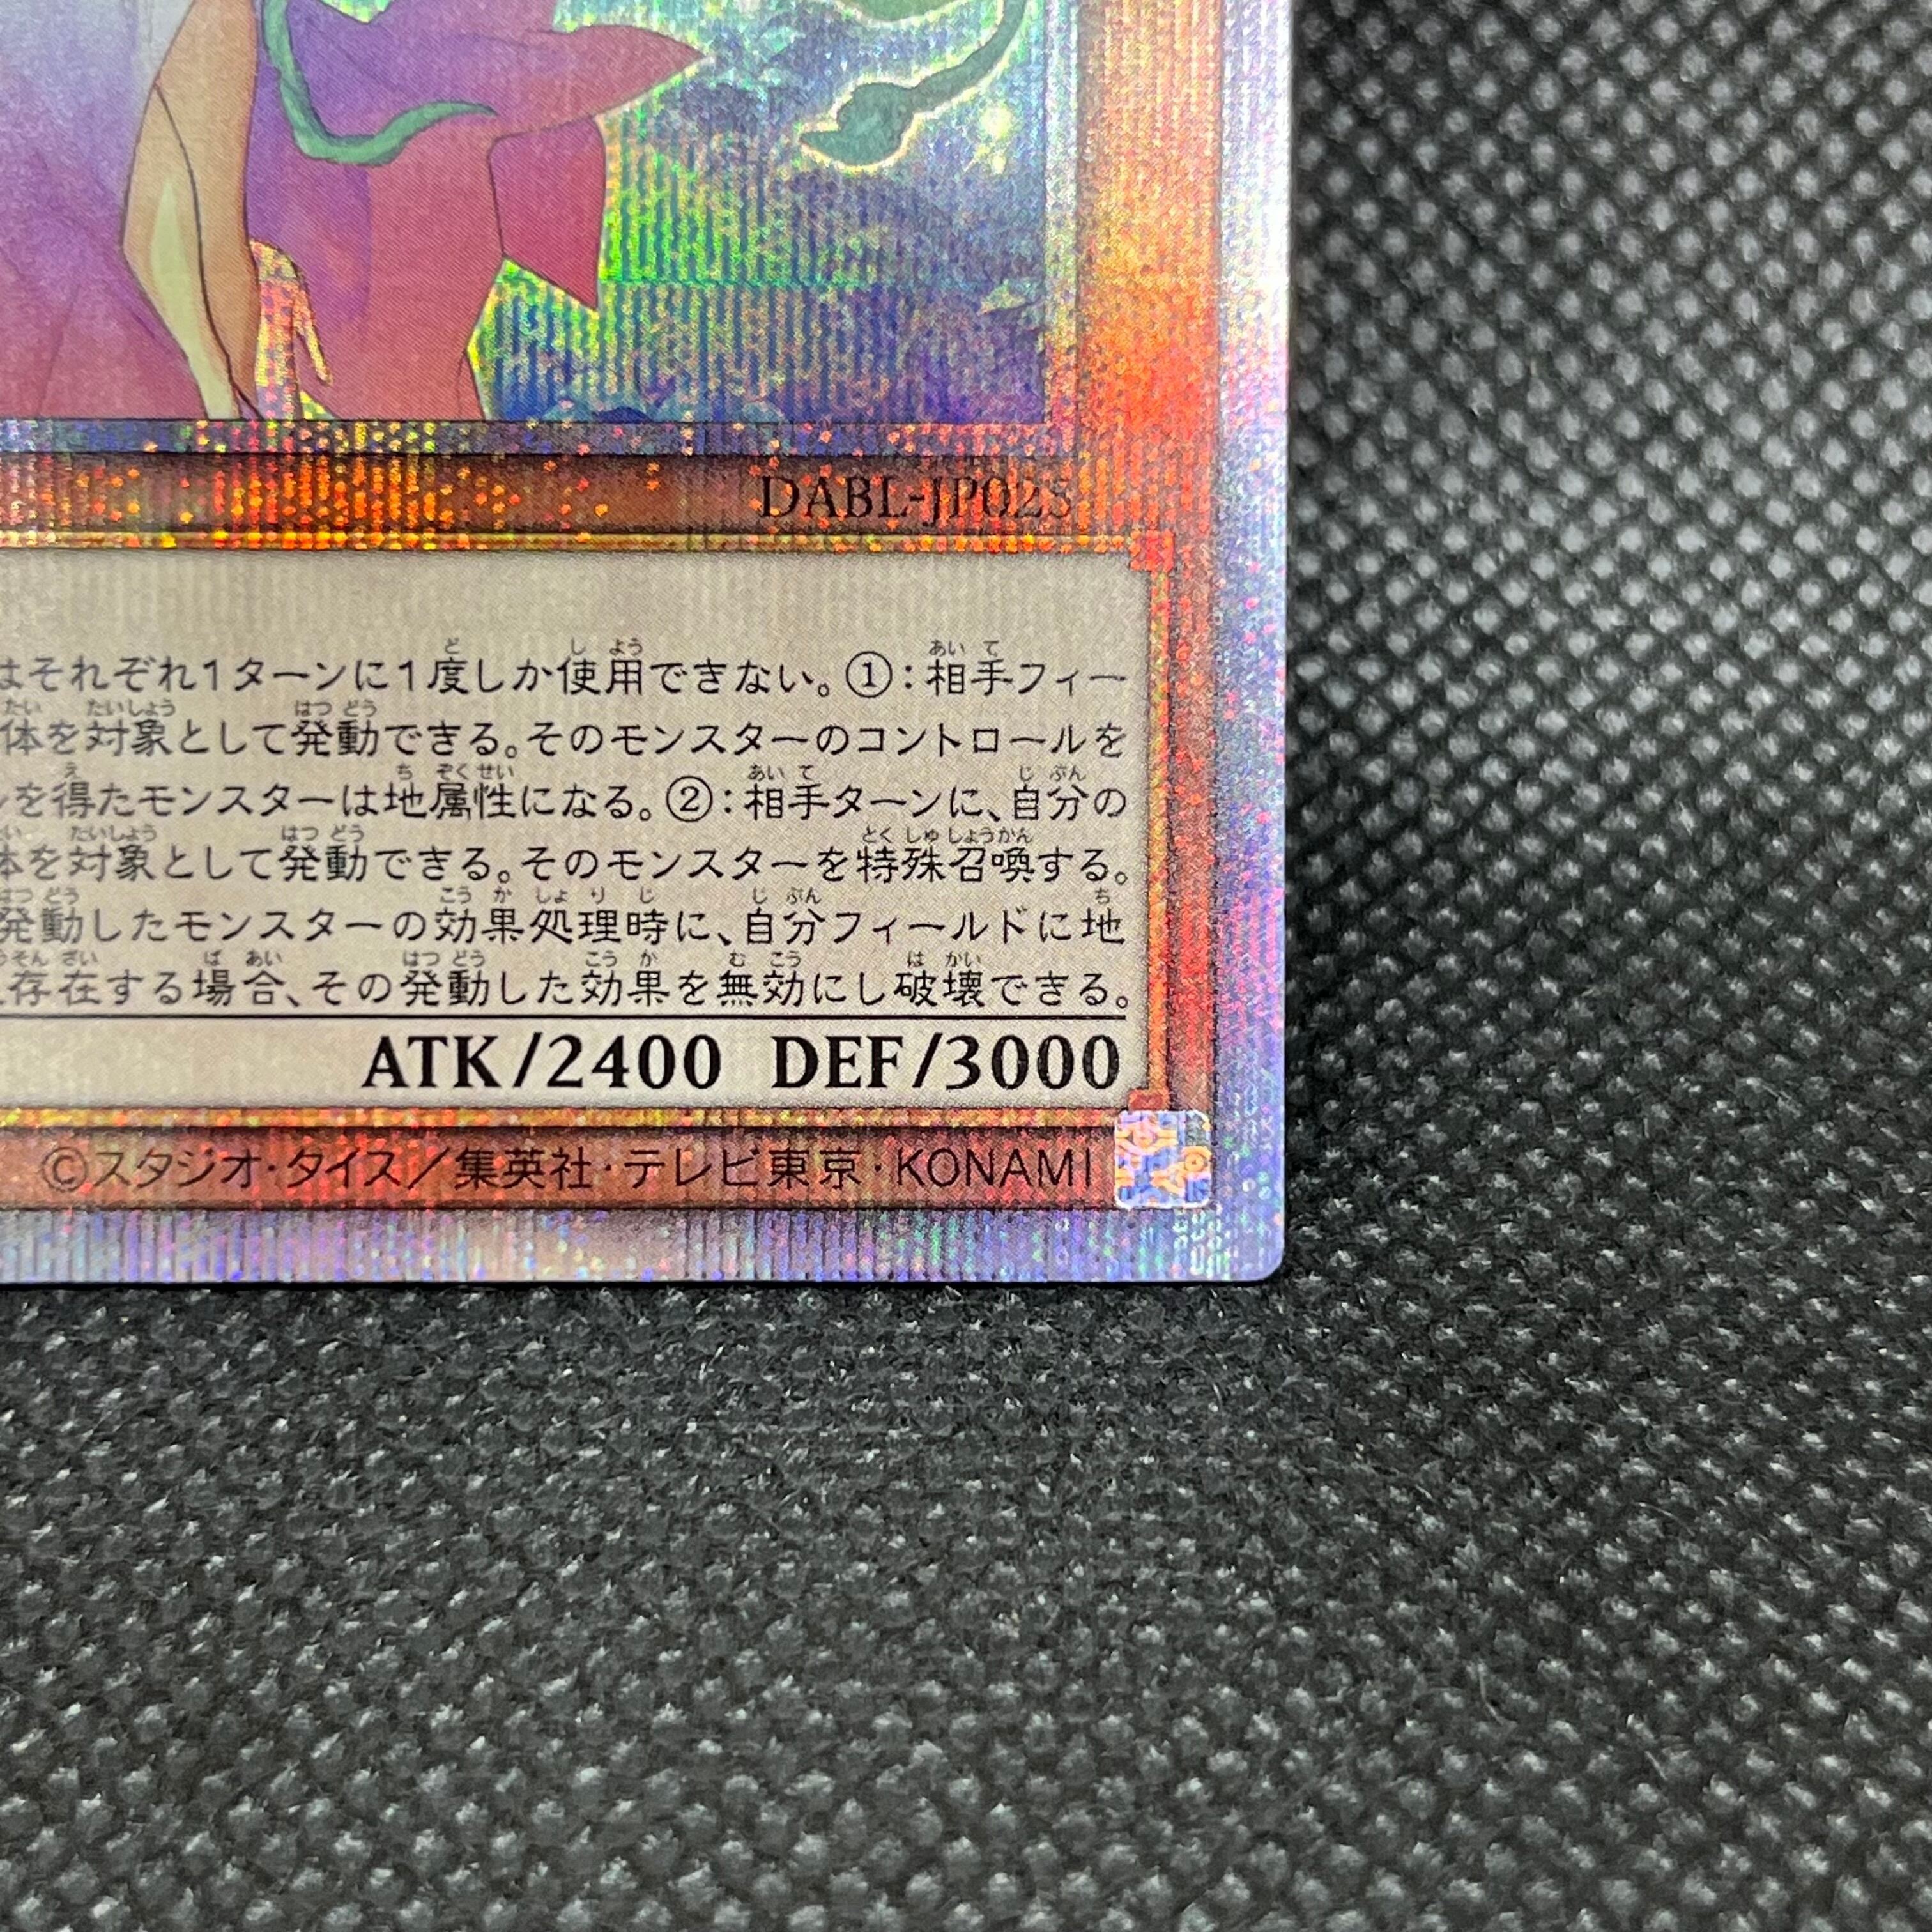 DABL-JP025
はそれぞれ1ターンに1度しか使用できない。①：相手フィー
体を対象として発動できる。そのモンスターのコントロールを
を得たモンスターは地属性になる。②：相手ターンに、自分の
体を対象として発動できる。そのモンスターを特殊召喚する。
発動したモンスターの効果処理時に、自分フィールドに地
存在する場合、その発動した効果を無効にし破壊できる。
ATK/2400 DEF/3000
©スタジオ・ダイス／集英社・テレビ東京・KONAMI